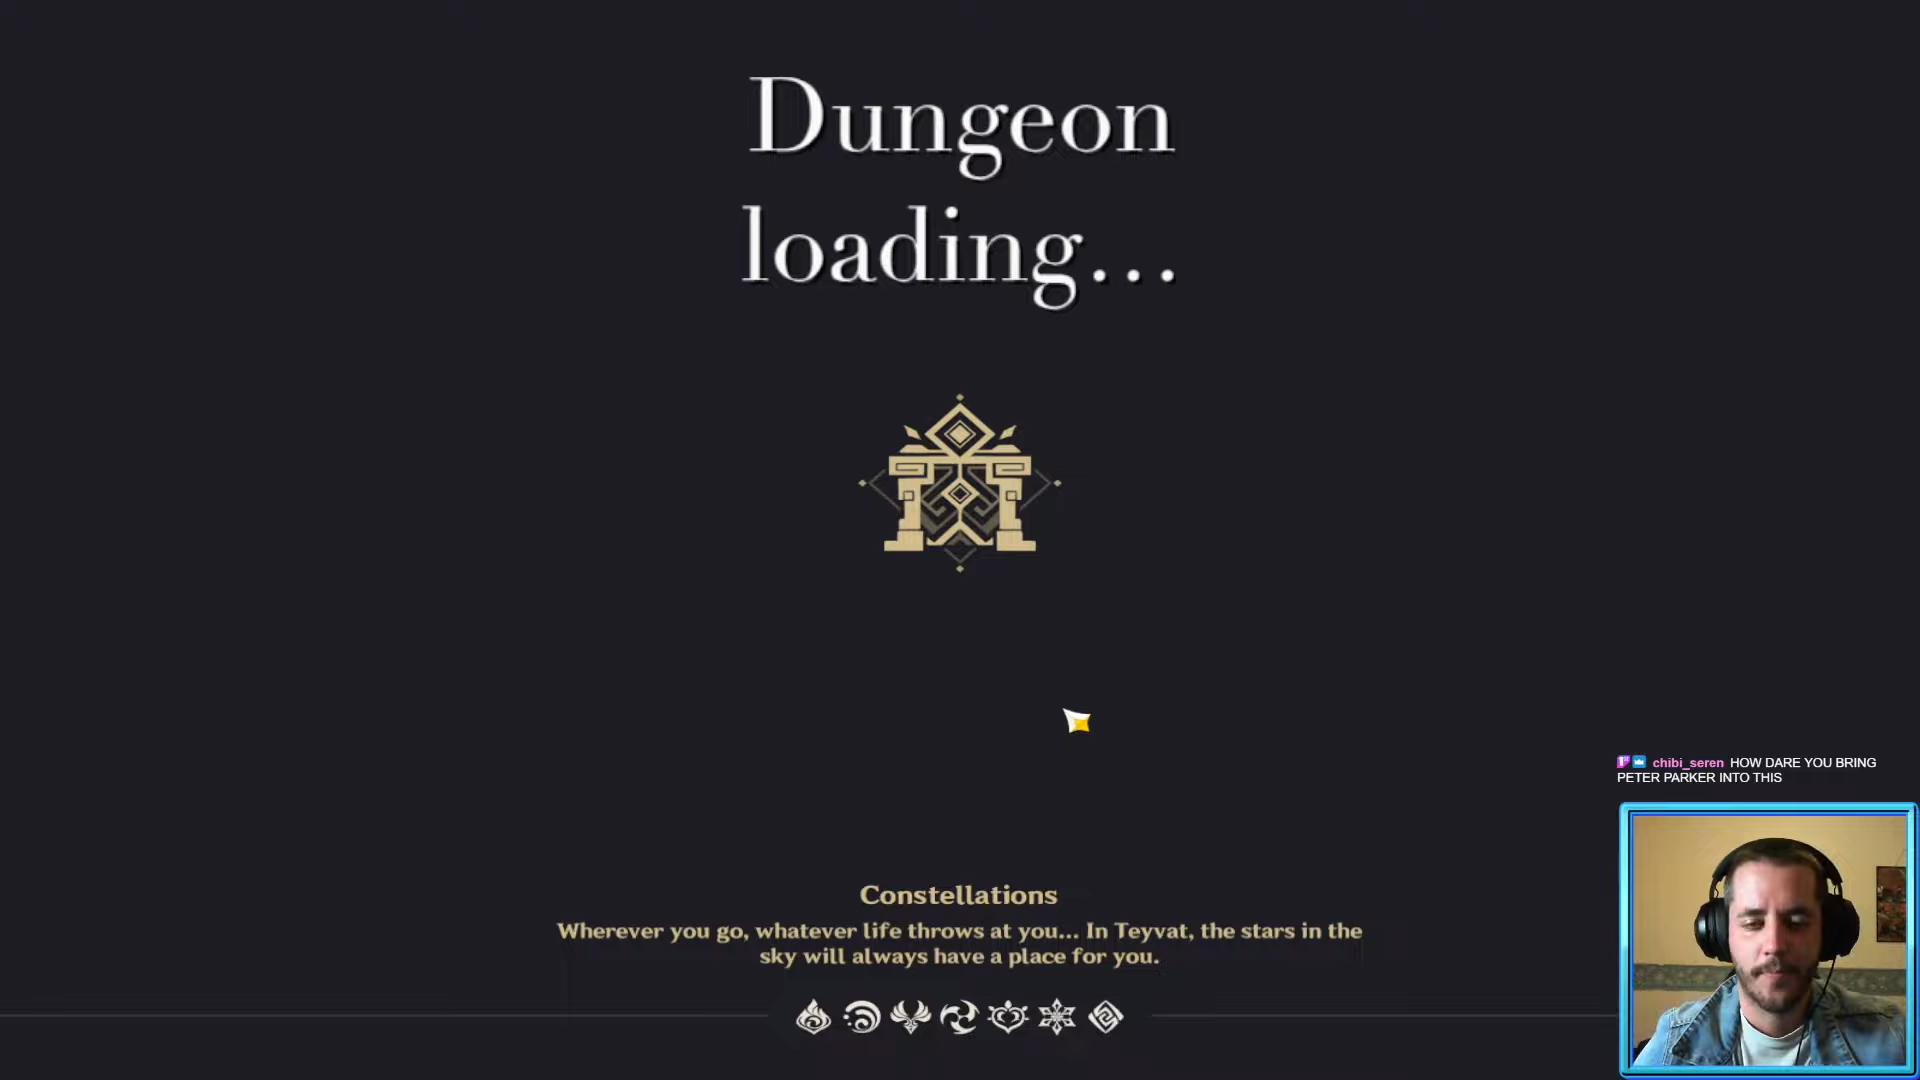 Dungeon
loading...
chibi_seren HOW DARE YOU BRING
PETER PARKER INTO THIS
Constellations
Wherever you go, whatever life throws at you... In Teyvat, the stars in the
sky will always have a place for you.